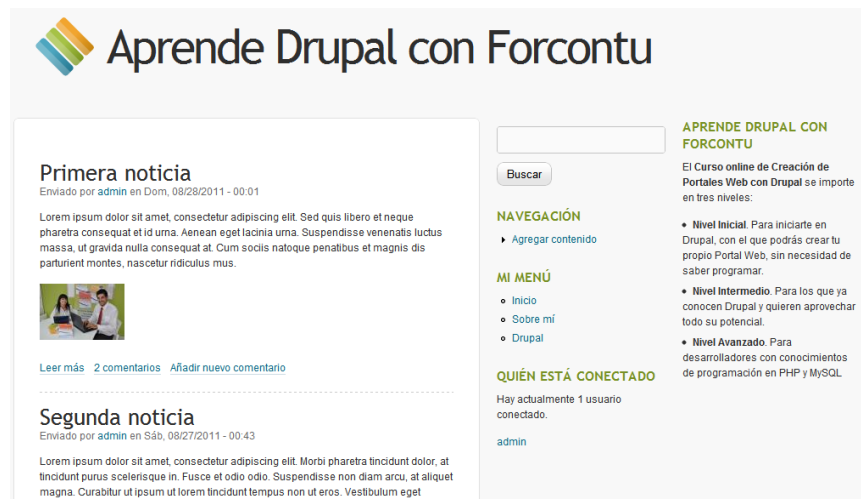 Aprende Drupal con Forcontu
Primera noticia
Enviado por admin en Dom, 08/28/2011 - 00:01
Lorem ipsum dolor sit amet, consectetur adipiscing elit. Sed quis libero et neque
pharetra consequat et id urna. Aenean eget lacinia urna. Suspendisse venenatis luctus
massa, ut gravida nulla consequat at. Cum sociis natoque penatibus et magnis dis
parturient montes, nascetur ridiculus mus.
Leer más 2 comentarios Añadir nuevo comentario
Segunda noticia
Enviado por admin en Sáb, 08/27/2011 - 00:43
Lorem ipsum dolor sit amet, consectetur adipiscing elit. Morbi pharetra tincidunt dolor, at
tincidunt purus scelerisque in. Fusce et odio odio. Suspendisse non diam arcu, at aliquet
magna. Curabitur ut ipsum ut lorem tincidunt tempus non ut eros. Vestibulum eget
Buscar
NAVEGACIÓN
Agregar contenido
MI MENÚ
Inicio
Sobre mí
Drupal
QUIÉN ESTÁ CONECTADO
Hay actualmente 1 usuario
conectado.
admin
APRENDE DRUPAL CON
FORCONTU
El Curso online de Creación de
Portales Web con Drupal se importe
en tres niveles:
• Nivel Inicial. Para iniciarte en
Drupal, con el que podrás crear tu
propio Portal Web, sin necesidad de
saber programar.
• Nivel Intermedio. Para los que ya
conocen Drupal y quieren aprovechar
todo su potencial.
• Nivel Avanzado. Para
desarrolladores con conocimientos
de programación en PHP y MySQL